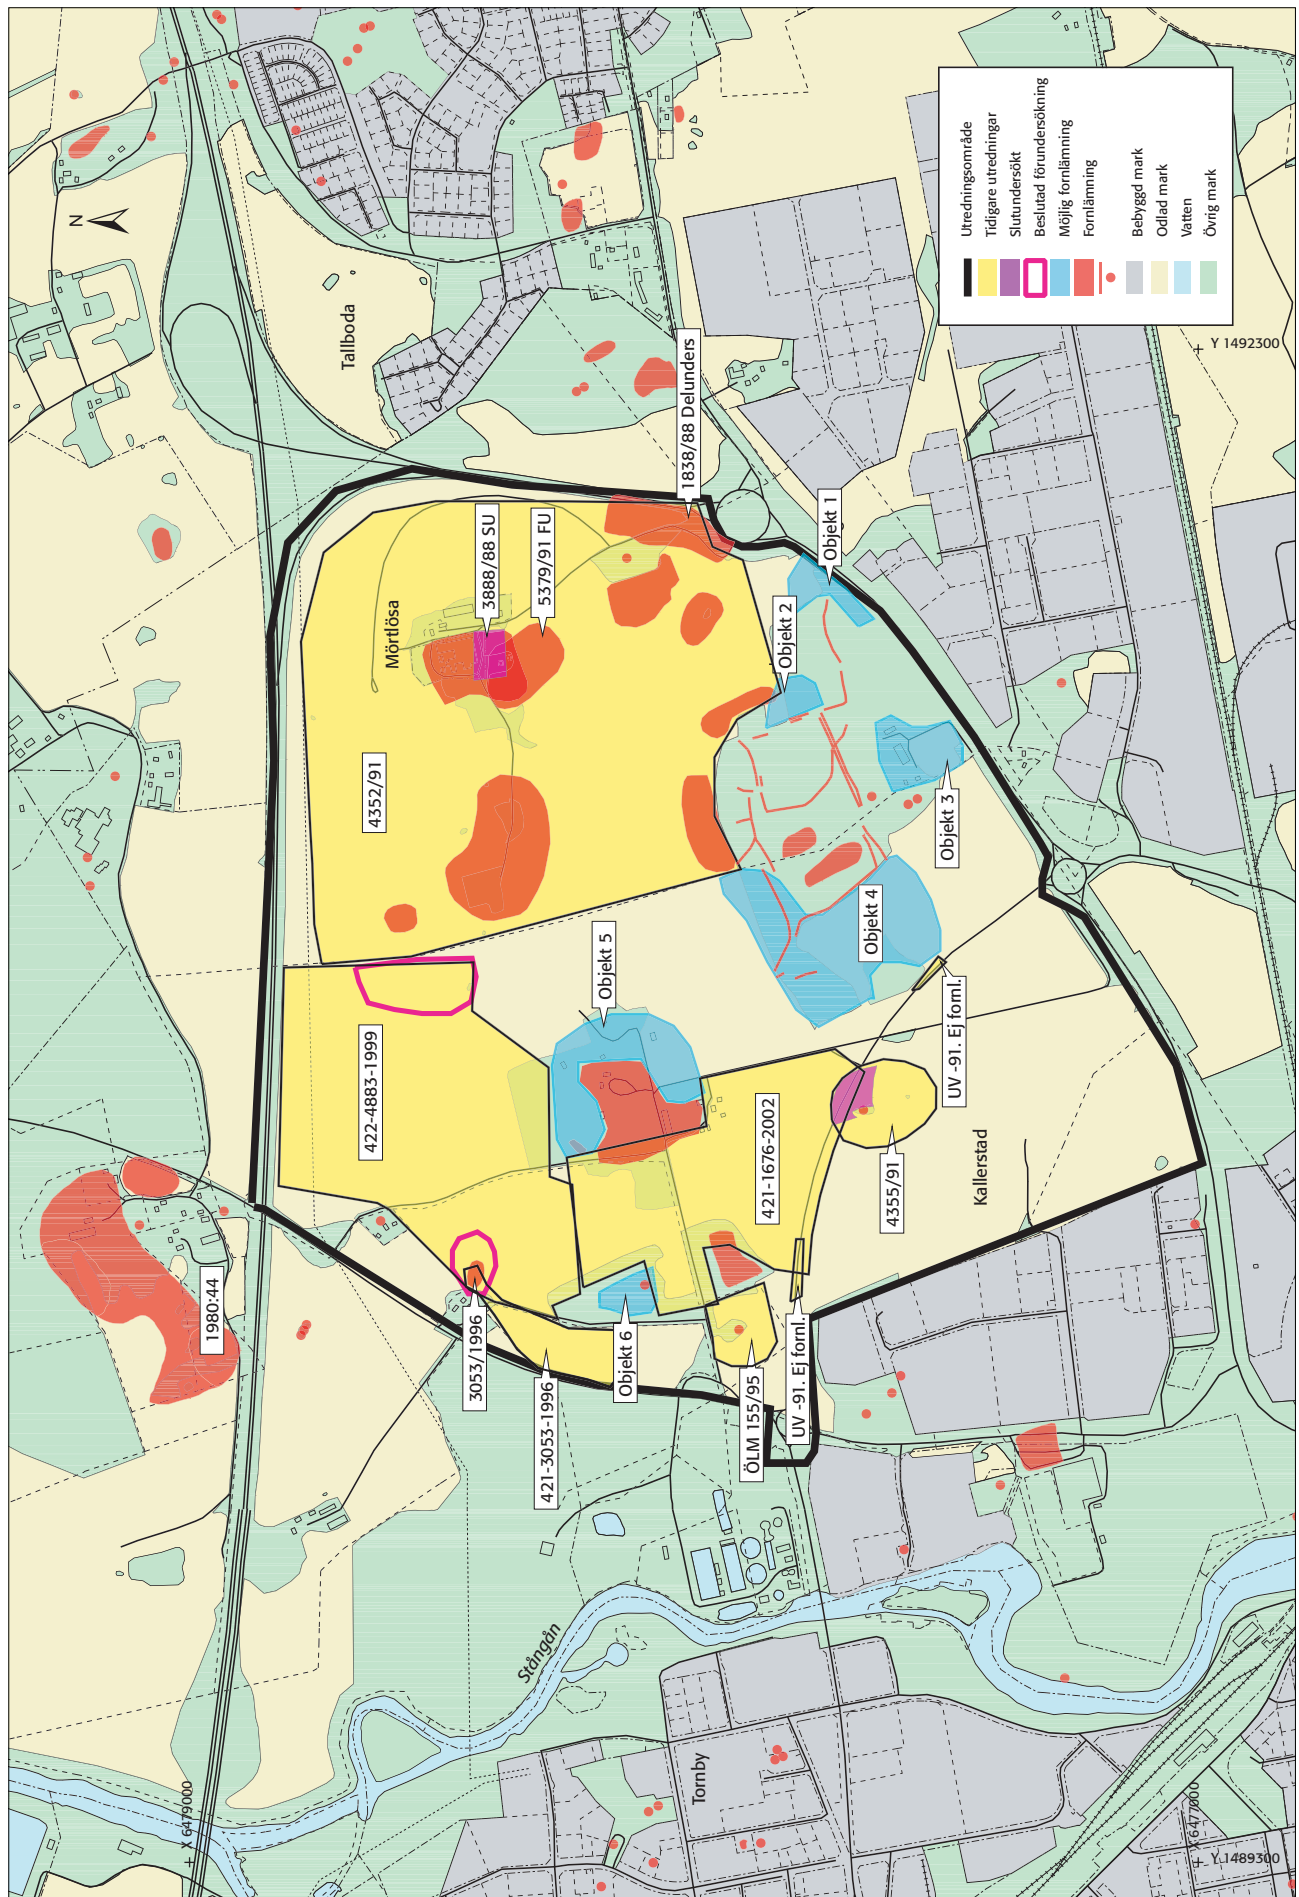 N
Tallboda
Mörtlösa
Kallerstad
Stångån
Tornby
4352/91
3888/88 SU
5379/91 FU
1838/88 Delunders
Objekt 1
Objekt 2
Objekt 3
Objekt 4
Objekt 5
Objekt 6
422-4883-1999
421-1676-2002
4355/91
UV -91. Ej fornl.
UV -91. Ej fornl.
ÖLM 155/95
421-3053-1996
3053/1996
1980:44
X 6479000
X 6477000
Y 1489300
Y 1492300
Utredningsområde
Tidigare utredningar
Slutundersökt
Beslutad förundersökning
Möjlig fornlämning
Fornlämning
Bebyggd mark
Odlad mark
Vatten
Övrig mark